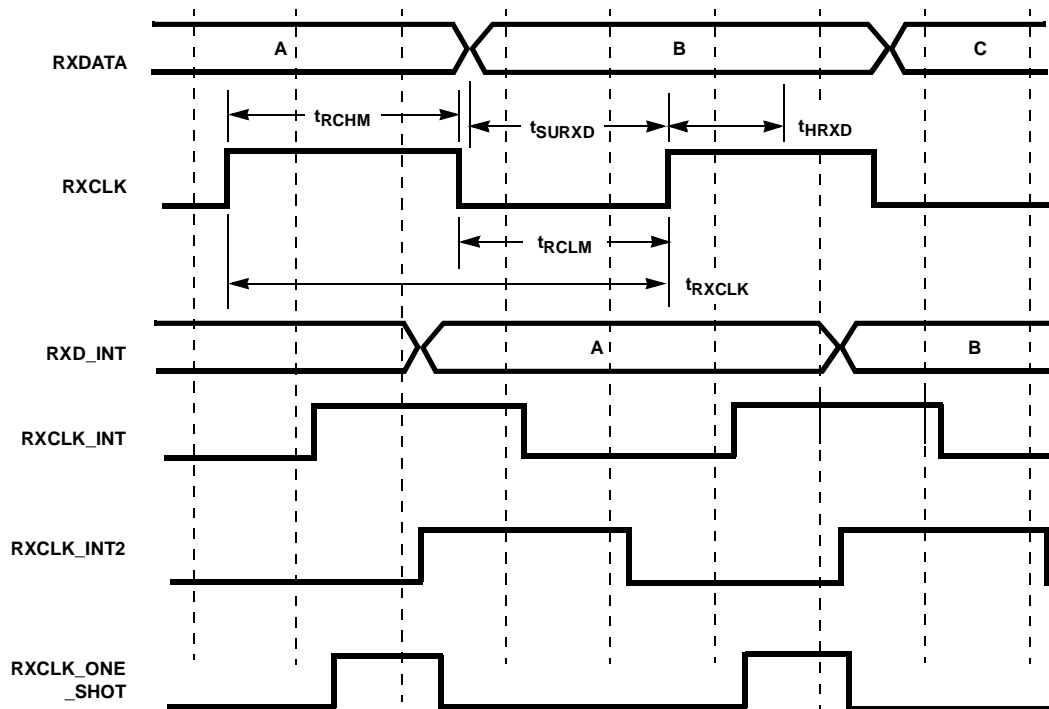 RXDATA
A
B
C
tRCHM
tSURXD
tHRXD
RXCLK
tRCLM
tRXCLK
RXD_INT
A
B
RXCLK_INT
RXCLK_INT2
RXCLK_ONE
_SHOT